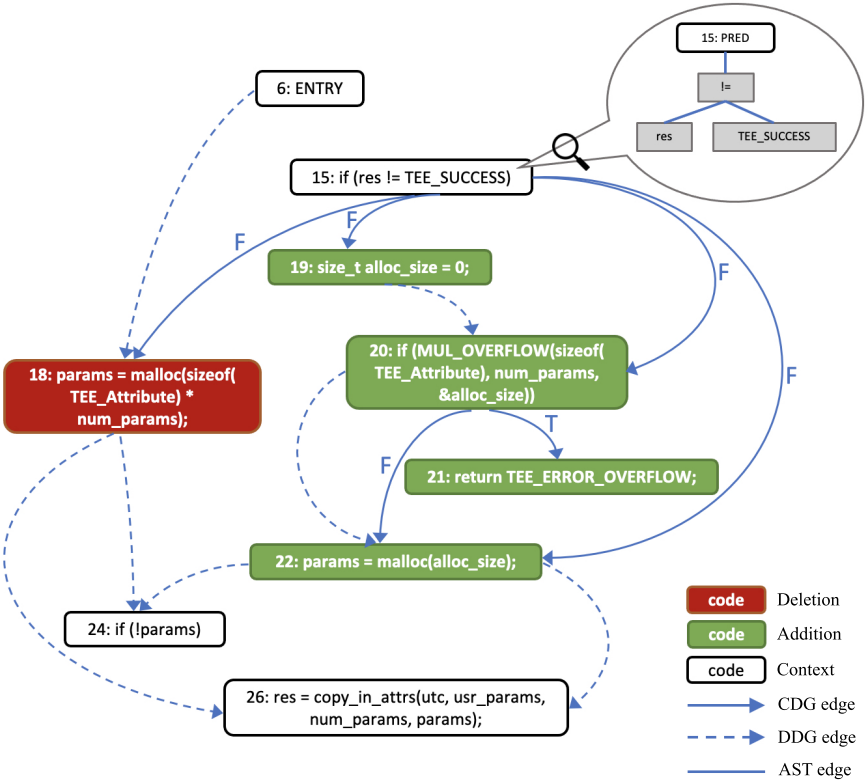 15: PRED
!=
res
TEE_SUCCESS
6: ENTRY
15: if (res != TEE_SUCCESS)
F
F
F
F
19: size_t alloc_size = 0;
18: params = malloc(sizeof(
TEE_Attribute) *
num_params);
20: if (MUL_OVERFLOW(sizeof(
TEE_Attribute), num_params,
&alloc_size))
T
F
21: return TEE_ERROR_OVERFLOW;
22: params = malloc(alloc_size);
24: if (!params)
26: res = copy_in_attrs(utc, usr_params,
num_params, params);
code Deletion
code Addition
code Context
CDG edge
DDG edge
AST edge